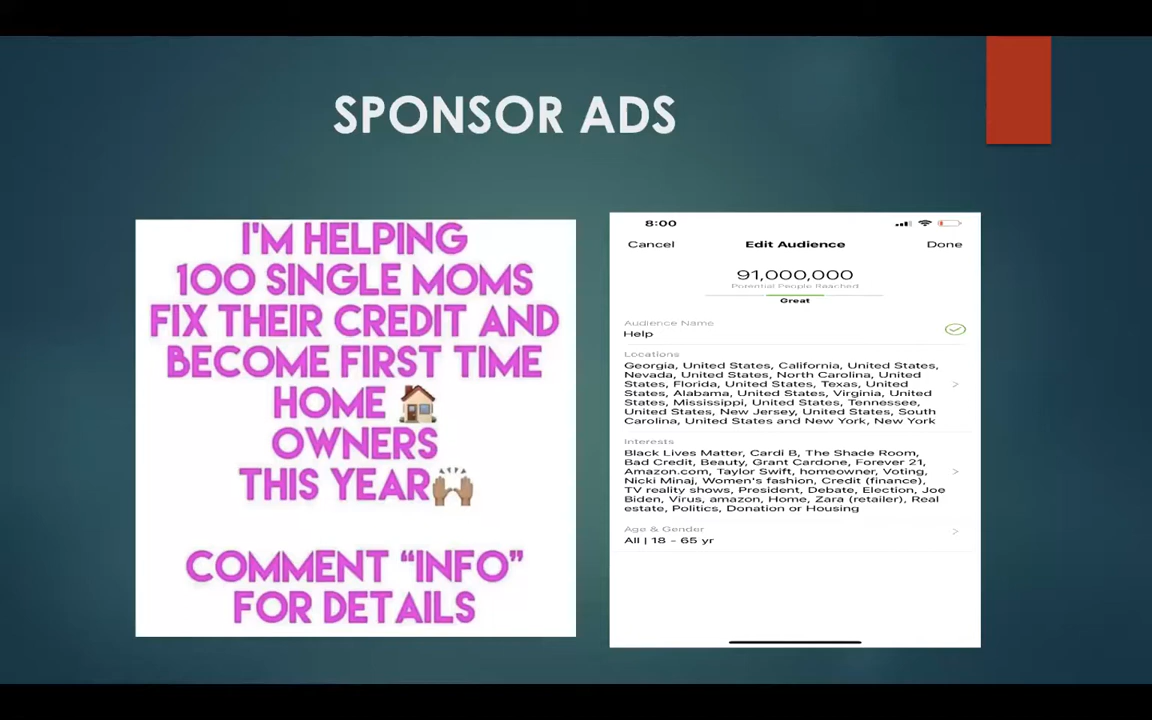 SPONSOR ADS
I'M HELPING
100 SINGLE MOMS
FIX THEIR CREDIT AND
BECOME FIRST TIME
HOME 🏠
OWNERS
THIS YEAR🙌🏽
COMMENT “INFO”
FOR DETAILS
8:00
Cancel
Edit Audience
Done
91,000,000
Potential People Reached
Great
Audience Name
Help
Locations
Georgia, United States, California, United States,
Nevada, United States, North Carolina, United
States, Florida, United States, Texas, United
States, Alabama, United States, Virginia, United
States, Mississippi, United States, Tennessee,
United States, New Jersey, United States, South
Carolina, United States and New York, New York
Interests
Black Lives Matter, Cardi B, The Shade Room,
Bad Credit, Beauty, Grant Cardone, Forever 21,
Amazon.com, Taylor Swift, homeowner, Voting,
Nicki Minaj, Women's fashion, Credit (finance),
TV reality shows, President, Debate, Election, Joe
Biden, Virus, amazon, Home, Zara (retailer), Real
estate, Politics, Donation or Housing
Age & Gender
All | 18 - 65 yr